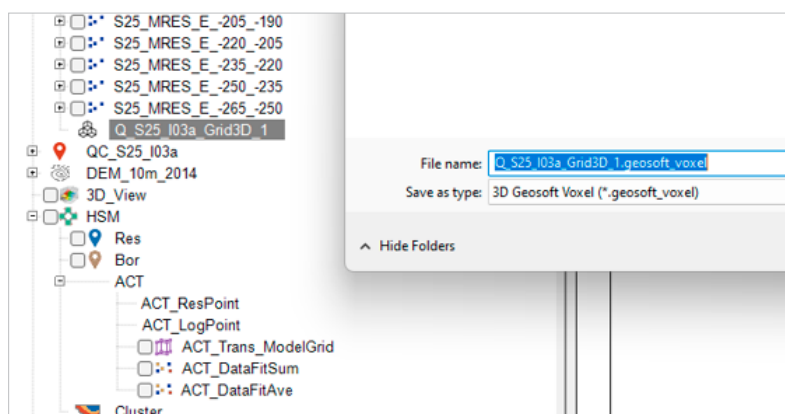 S25_MRES_E_-205_-190
S25_MRES_E_-220_-205
S25_MRES_E_-235_-220
S25_MRES_E_-250_-235
S25_MRES_E_-265_-250
Q_S25_I03a_Grid3D_1
QC_S25_I03a
DEM_10m_2014
3D_View
HSM
Res
Bor
ACT
ACT_ResPoint
ACT_LogPoint
ACT_Trans_ModelGrid
ACT_DataFitSum
ACT_DataFitAve
Cluster
File name: Q_S25_I03a_Grid3D_1.geosoft_voxel
Save as type: 3D Geosoft Voxel (*.geosoft_voxel)
Hide Folders